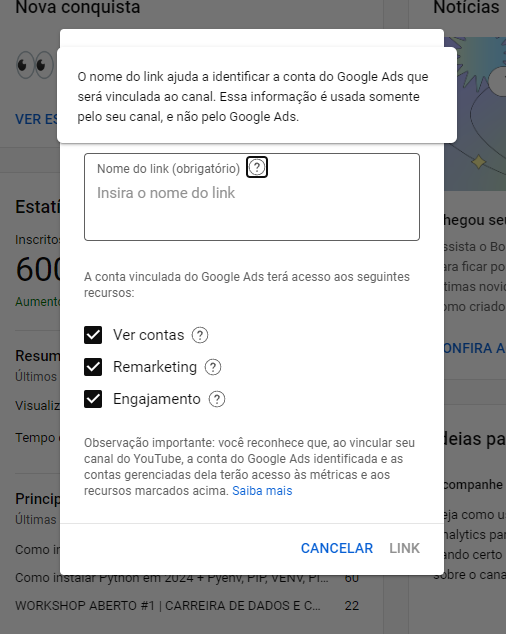 Nova conquista
Notícias
O nome do link ajuda a identificar a conta do Google Ads que
será vinculada ao canal. Essa informação é usada somente
pelo seu canal, e não pelo Google Ads.
VER ES
Nome do link (obrigatório) ?
Insira o nome do link
Estatí
Inscritos
600
Aumento
A conta vinculada do Google Ads terá acesso aos seguintes
recursos:
Ver contas ?
Remarketing ?
Engajamento ?
Resum
Últimos
Visualiz
Tempo
Observação importante: você reconhece que, ao vincular seu
canal do YouTube, a conta do Google Ads identificada e as
contas gerenciadas dela terão acesso às métricas e aos
recursos marcados acima. Saiba mais
CANCELAR LINK
Princip
Últimas
Como in
Como instalar Python em 2024 + Pyenv, PIP, VENV, Pi... 60
WORKSHOP ABERTO #1 | CARREIRA DE DADOS E C... 22
hegou seu
ssista o Bo
ara ficar po
ltimas novid
omo criado
ONFIRA A
deias pa
companhe
eja como us
nalytics par
ando certo
sobre o cana